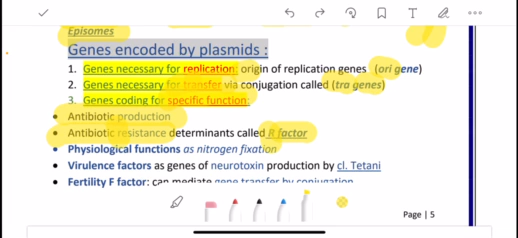 Episomes
Genes encoded by plasmids :
1. Genes necessary for replication: origin of replication genes (ori gene)
2. Genes necessary for transfer via conjugation called (tra genes)
3. Genes coding for specific function:
• Antibiotic production
• Antibiotic resistance determinants called R factor
• Physiological functions as nitrogen fixation
• Virulence factors as genes of neurotoxin production by cl. Tetani
• Fertility F factor: can mediate gene transfer by conjugation
Page | 5